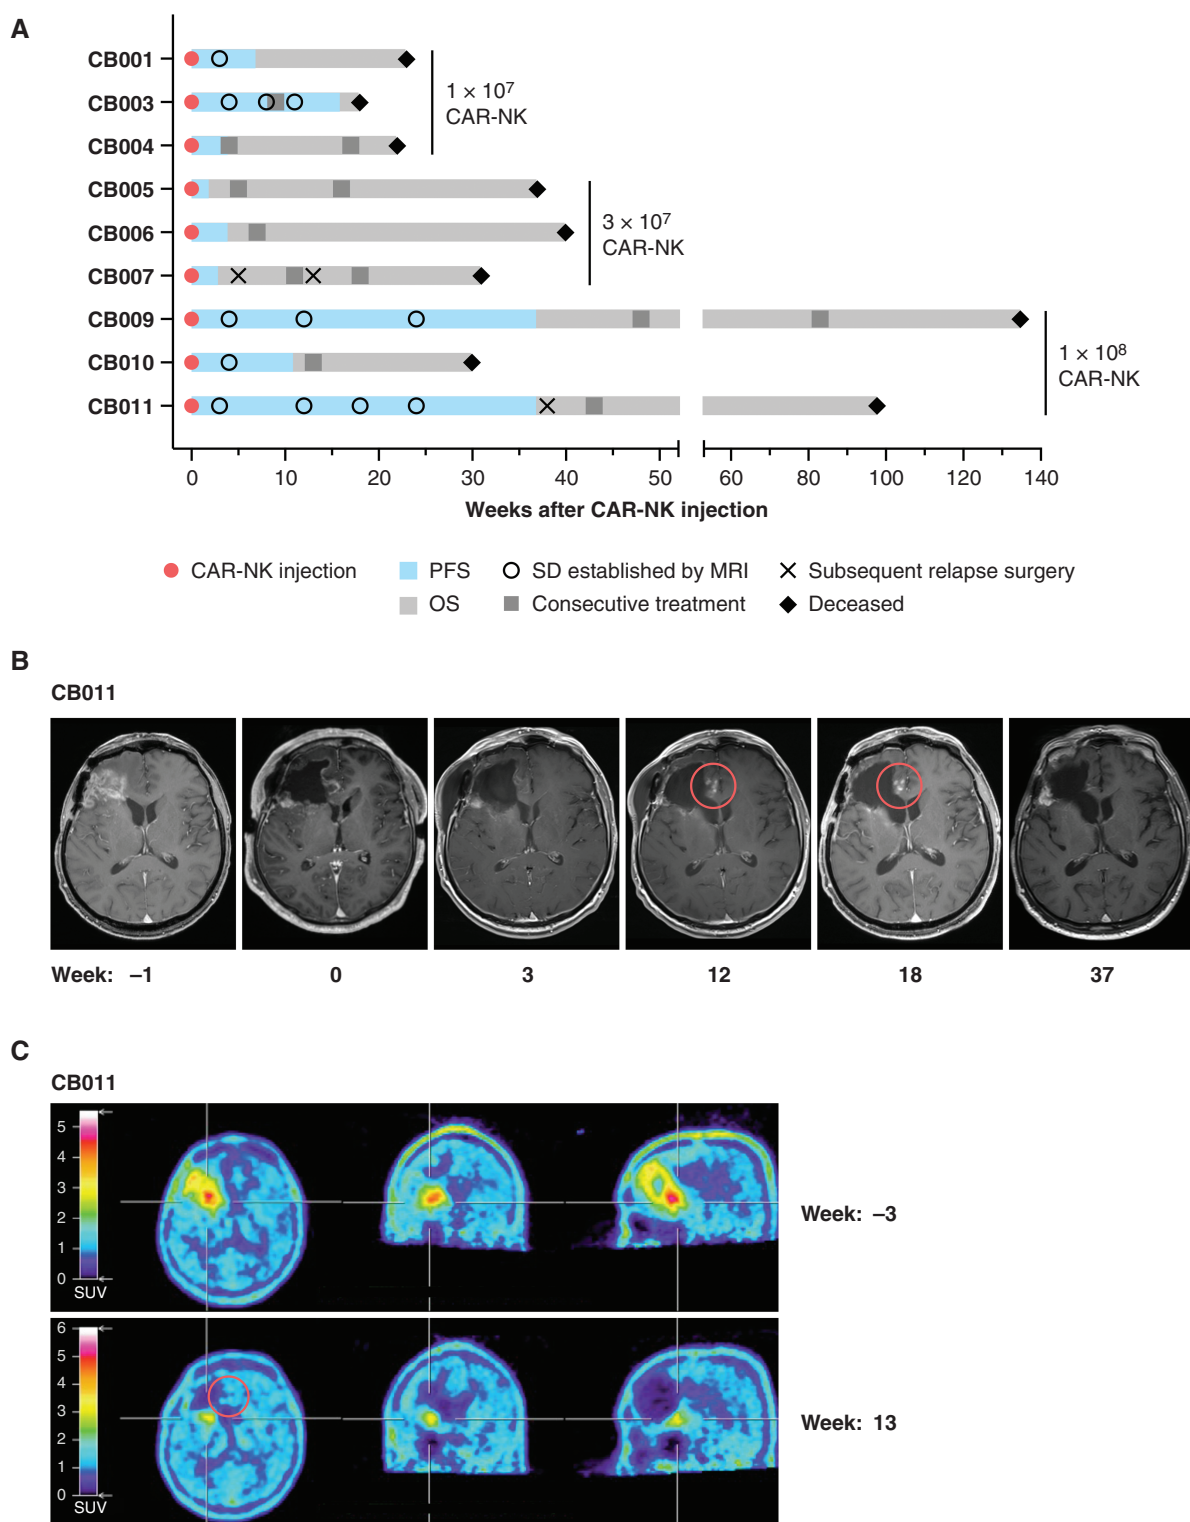 A
CB001
CB003
CB004
CB005
CB006
CB007
CB009
CB010
CB011
1 × 10⁷
CAR-NK
3 × 10⁷
CAR-NK
1 × 10⁸
CAR-NK
0 10 20 30 40 50 60 80 100 120 140
Weeks after CAR-NK injection
CAR-NK injection PFS SD established by MRI Subsequent relapse surgery
OS Consecutive treatment Deceased
B
CB011
Week: –1 0 3 12 18 37
C
CB011
5
4
3
2
1
0
SUV
Week: –3
6
5
4
3
2
1
0
SUV
Week: 13